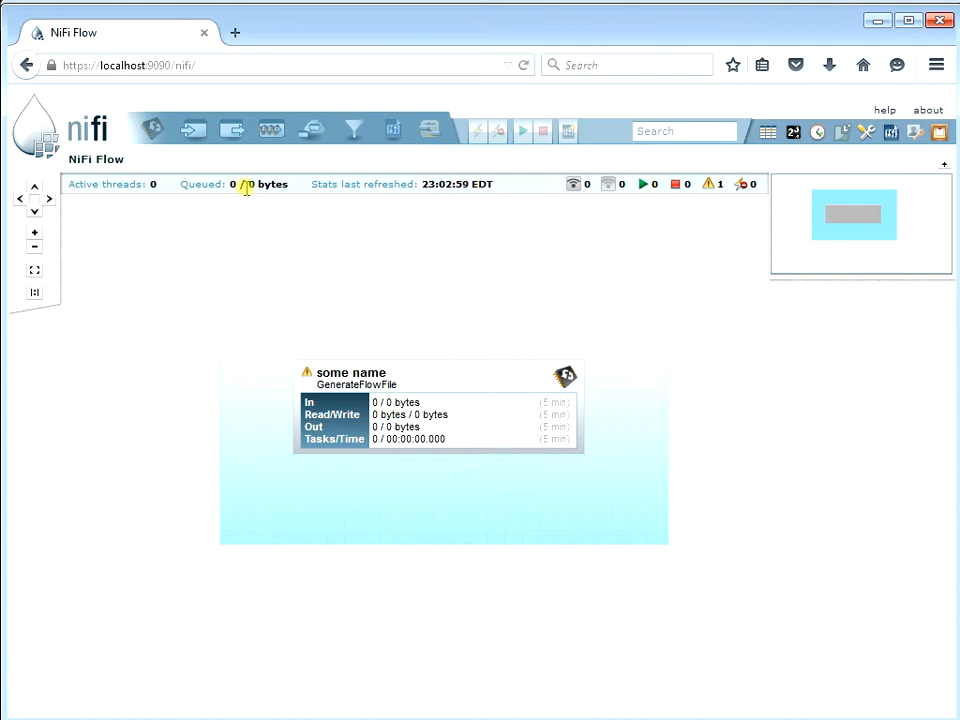 NiFi Flow
https://localhost:9090/nifi/
Search
help about
nifi
Search
NiFi Flow
Active threads: 0 Queued: 0 / 0 bytes Stats last refreshed: 23:02:59 EDT 0 0 0 0 1 0
some name
GenerateFlowFile
In 0 / 0 bytes (5 min)
Read/Write 0 bytes / 0 bytes (5 min)
Out 0 / 0 bytes (5 min)
Tasks/Time 0 / 00:00:00.000 (5 min)